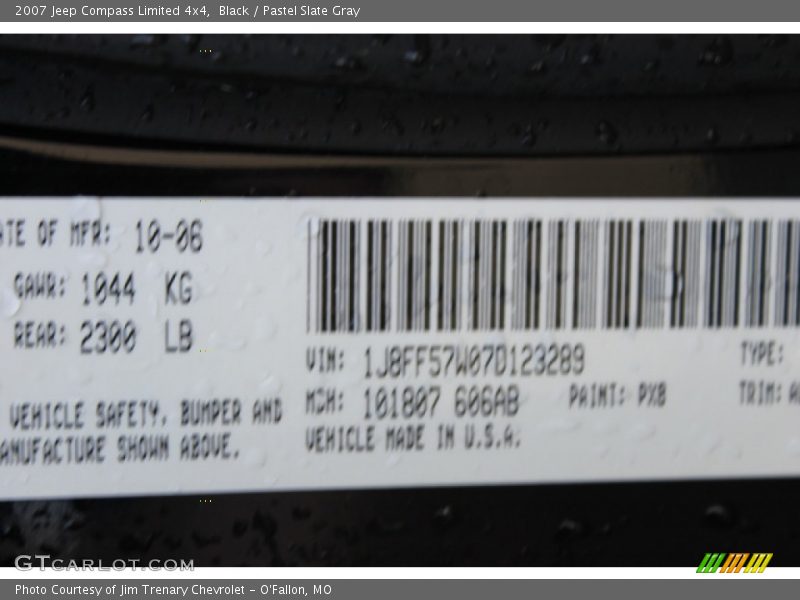 2007 Jeep Compass Limited 4x4, Black / Pastel Slate Gray
ATE OF MFR: 10-06
GAWR: 1044 KG
REAR: 2300 LB
VIN: 1J8FF57W07D123289
TYPE:
MDH: 101807 606AB
PAINT: PXB
TRIM: A
VEHICLE SAFETY, BUMPER AND
ANUFACTURE SHOWN ABOVE.
VEHICLE MADE IN U.S.A.
GTCARLOT.COM
Photo Courtesy of Jim Trenary Chevrolet - O'Fallon, MO